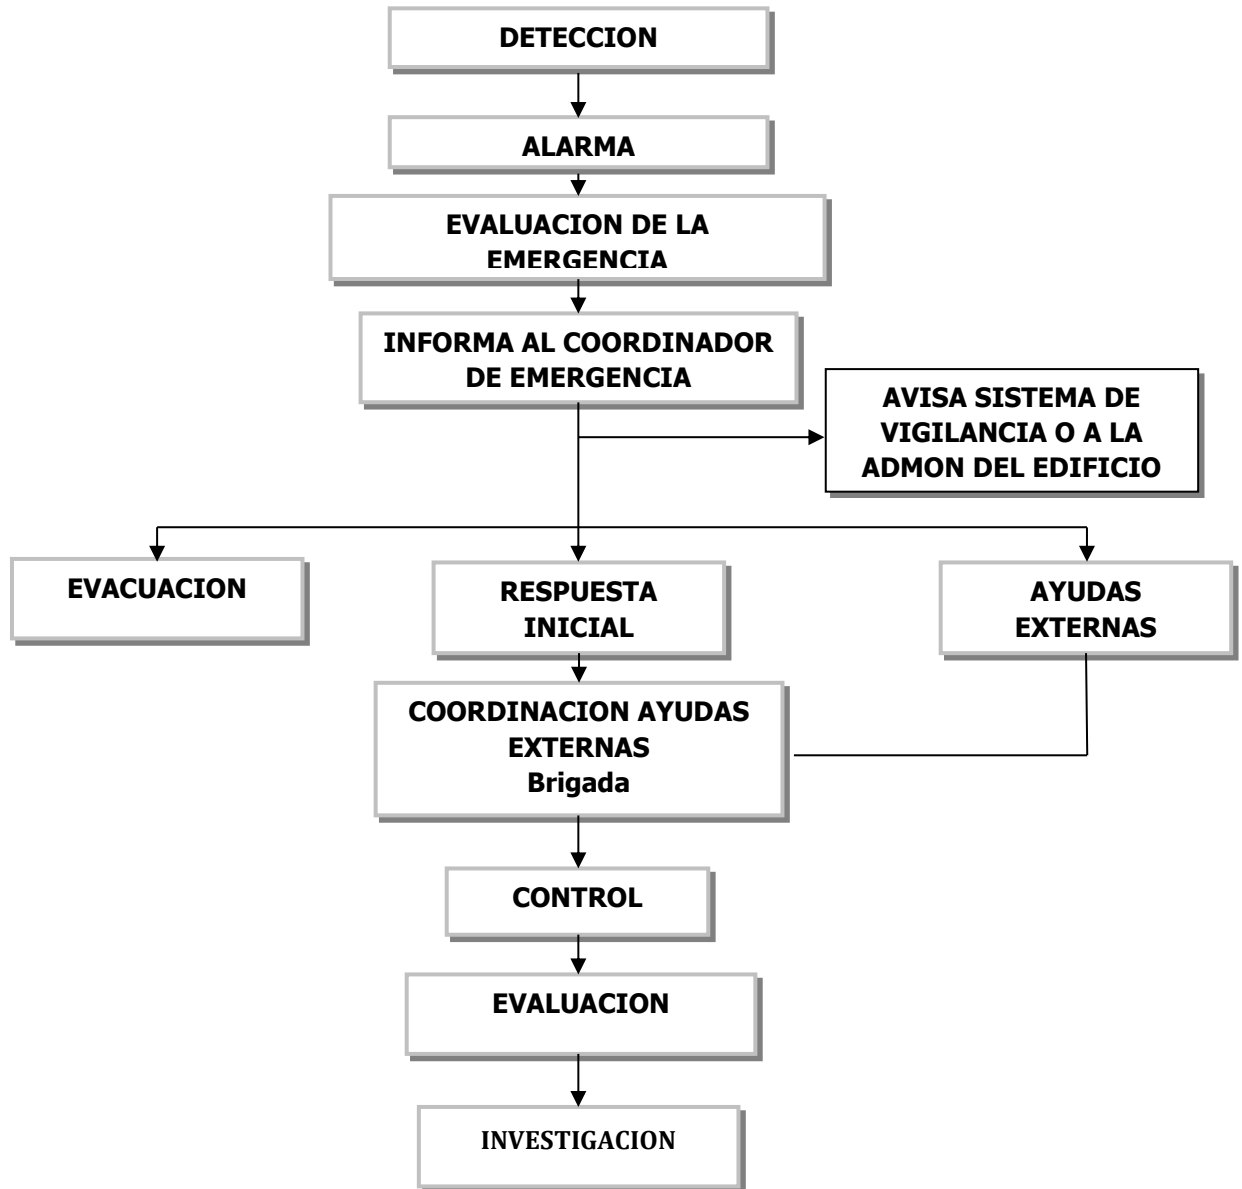 DETECCION
ALARMA
EVALUACION DE LA
EMERGENCIA
INFORMA AL COORDINADOR
DE EMERGENCIA
AVISA SISTEMA DE
VIGILANCIA O A LA
ADMON DEL EDIFICIO
EVACUACION
RESPUESTA
INICIAL
AYUDAS
EXTERNAS
COORDINACION AYUDAS
EXTERNAS
Brigada
CONTROL
EVALUACION
INVESTIGACION